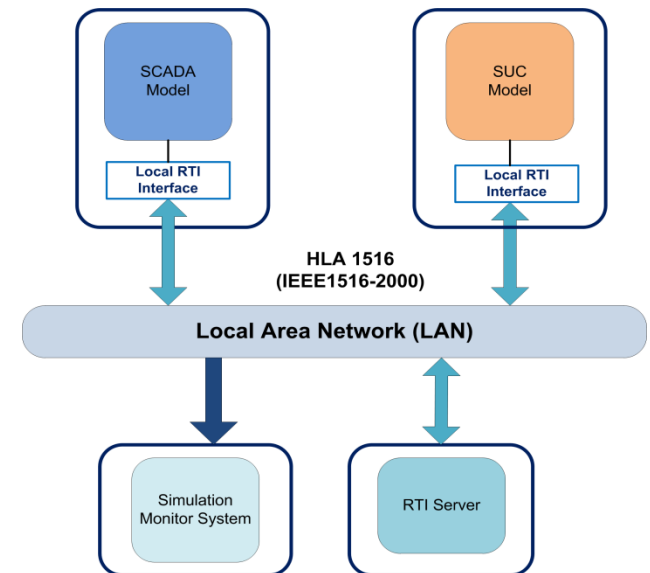 SCADA
Model
SUC
Model
Local RTI
Interface
Local RTI
Interface
HLA 1516
(IEEE1516-2000)
Local Area Network (LAN)
Simulation
Monitor System
RTI Server